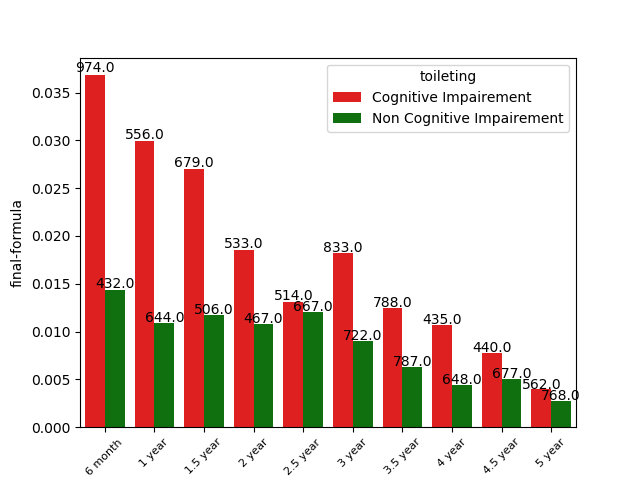 toileting
Cognitive Impairement
Non Cognitive Impairement
final-formula
0.035
0.030
0.025
0.020
0.015
0.010
0.005
0.000
974.0
432.0
556.0
644.0
679.0
506.0
533.0
467.0
514.0
667.0
833.0
722.0
788.0
787.0
435.0
648.0
440.0
677.0
562.0
768.0
6 month
1 year
1.5 year
2 year
2.5 year
3 year
3.5 year
4 year
4.5 year
5 year